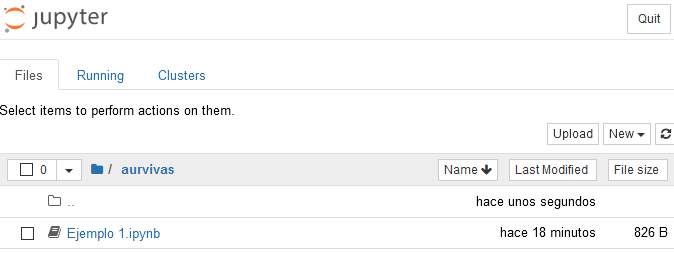 jupyter
Quit
Files Running Clusters
Select items to perform actions on them.
Upload New
0 / aurvivas Name Last Modified File size
.. hace unos segundos
Ejemplo 1.ipynb hace 18 minutos 826 B